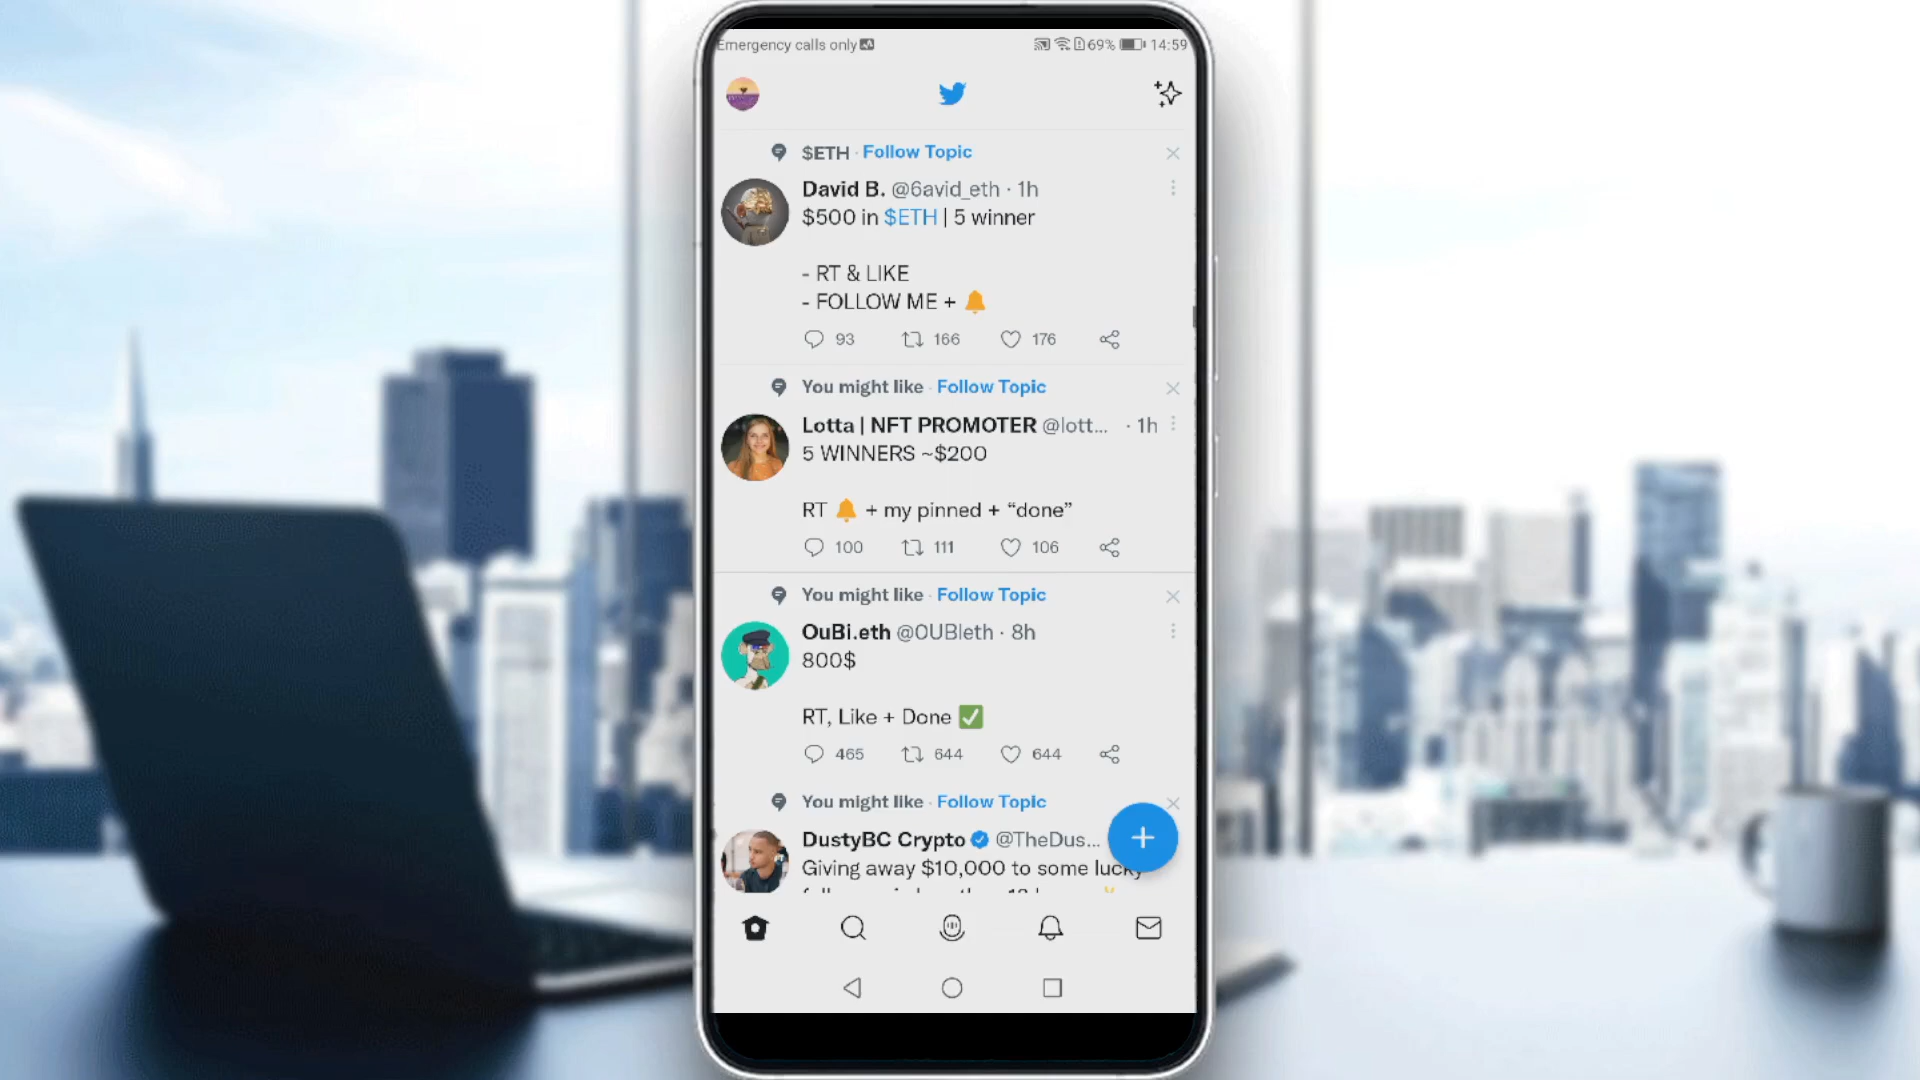 Emergency calls only 69% 14:59
$ETH · Follow Topic
David B. @6avid_eth · 1h
$500 in $ETH | 5 winner
- RT & LIKE
- FOLLOW ME + 🔔
93 166 176
You might like · Follow Topic
Lotta | NFT PROMOTER @lott... · 1h
5 WINNERS ~$200
RT 🔔 + my pinned + “done”
100 111 106
You might like · Follow Topic
OuBi.eth @OUBIeth · 8h
800$
RT, Like + Done ✅
465 644 644
You might like · Follow Topic
DustyBC Crypto @TheDus...
Giving away $10,000 to some lucky